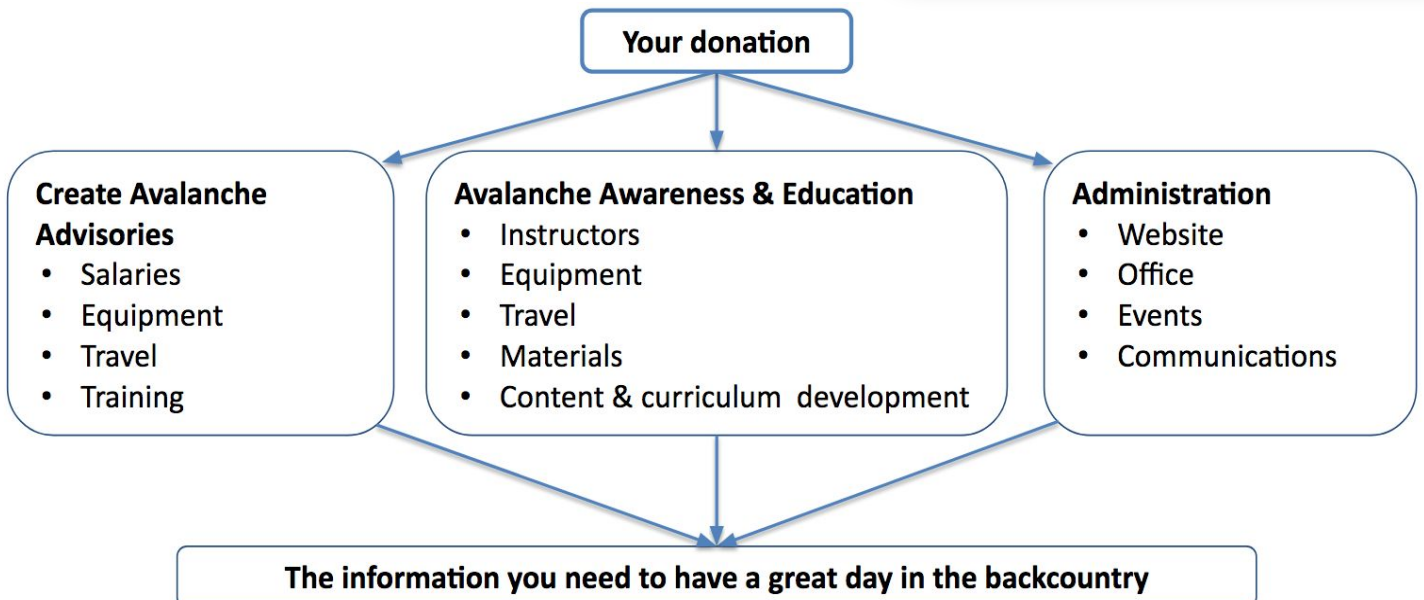 Your donation
Create Avalanche
Advisories
• Salaries
• Equipment
• Travel
• Training
Avalanche Awareness & Education
• Instructors
• Equipment
• Travel
• Materials
• Content & curriculum development
Administration
• Website
• Office
• Events
• Communications
The information you need to have a great day in the backcountry